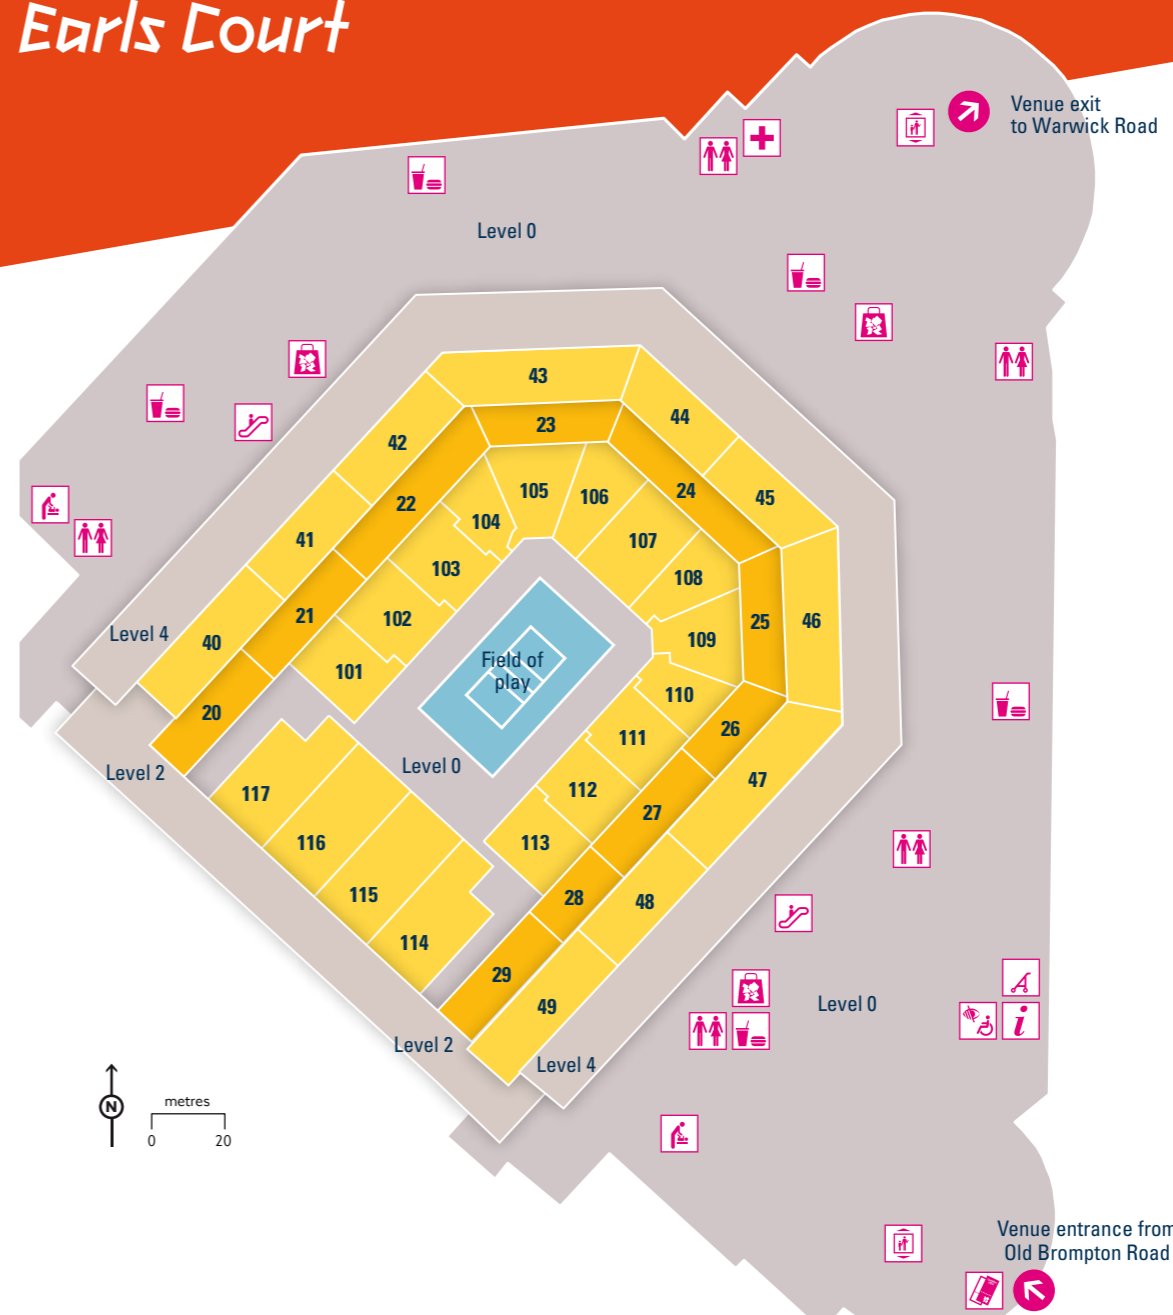 Earls Court
Venue exit
to Warwick Road
Level 0
43
23
44
42
24
45
22
105
106
104
41
107
103
108
46
21
102
25
109
Level 4
40
101
Field of
play
110
20
26
111
Level 2
Level 0
47
117
112
27
116
113
115
28
48
114
29
49
Level 0
i
Level 2
Level 4
N
metres
0
20
Venue entrance from
Old Brompton Road